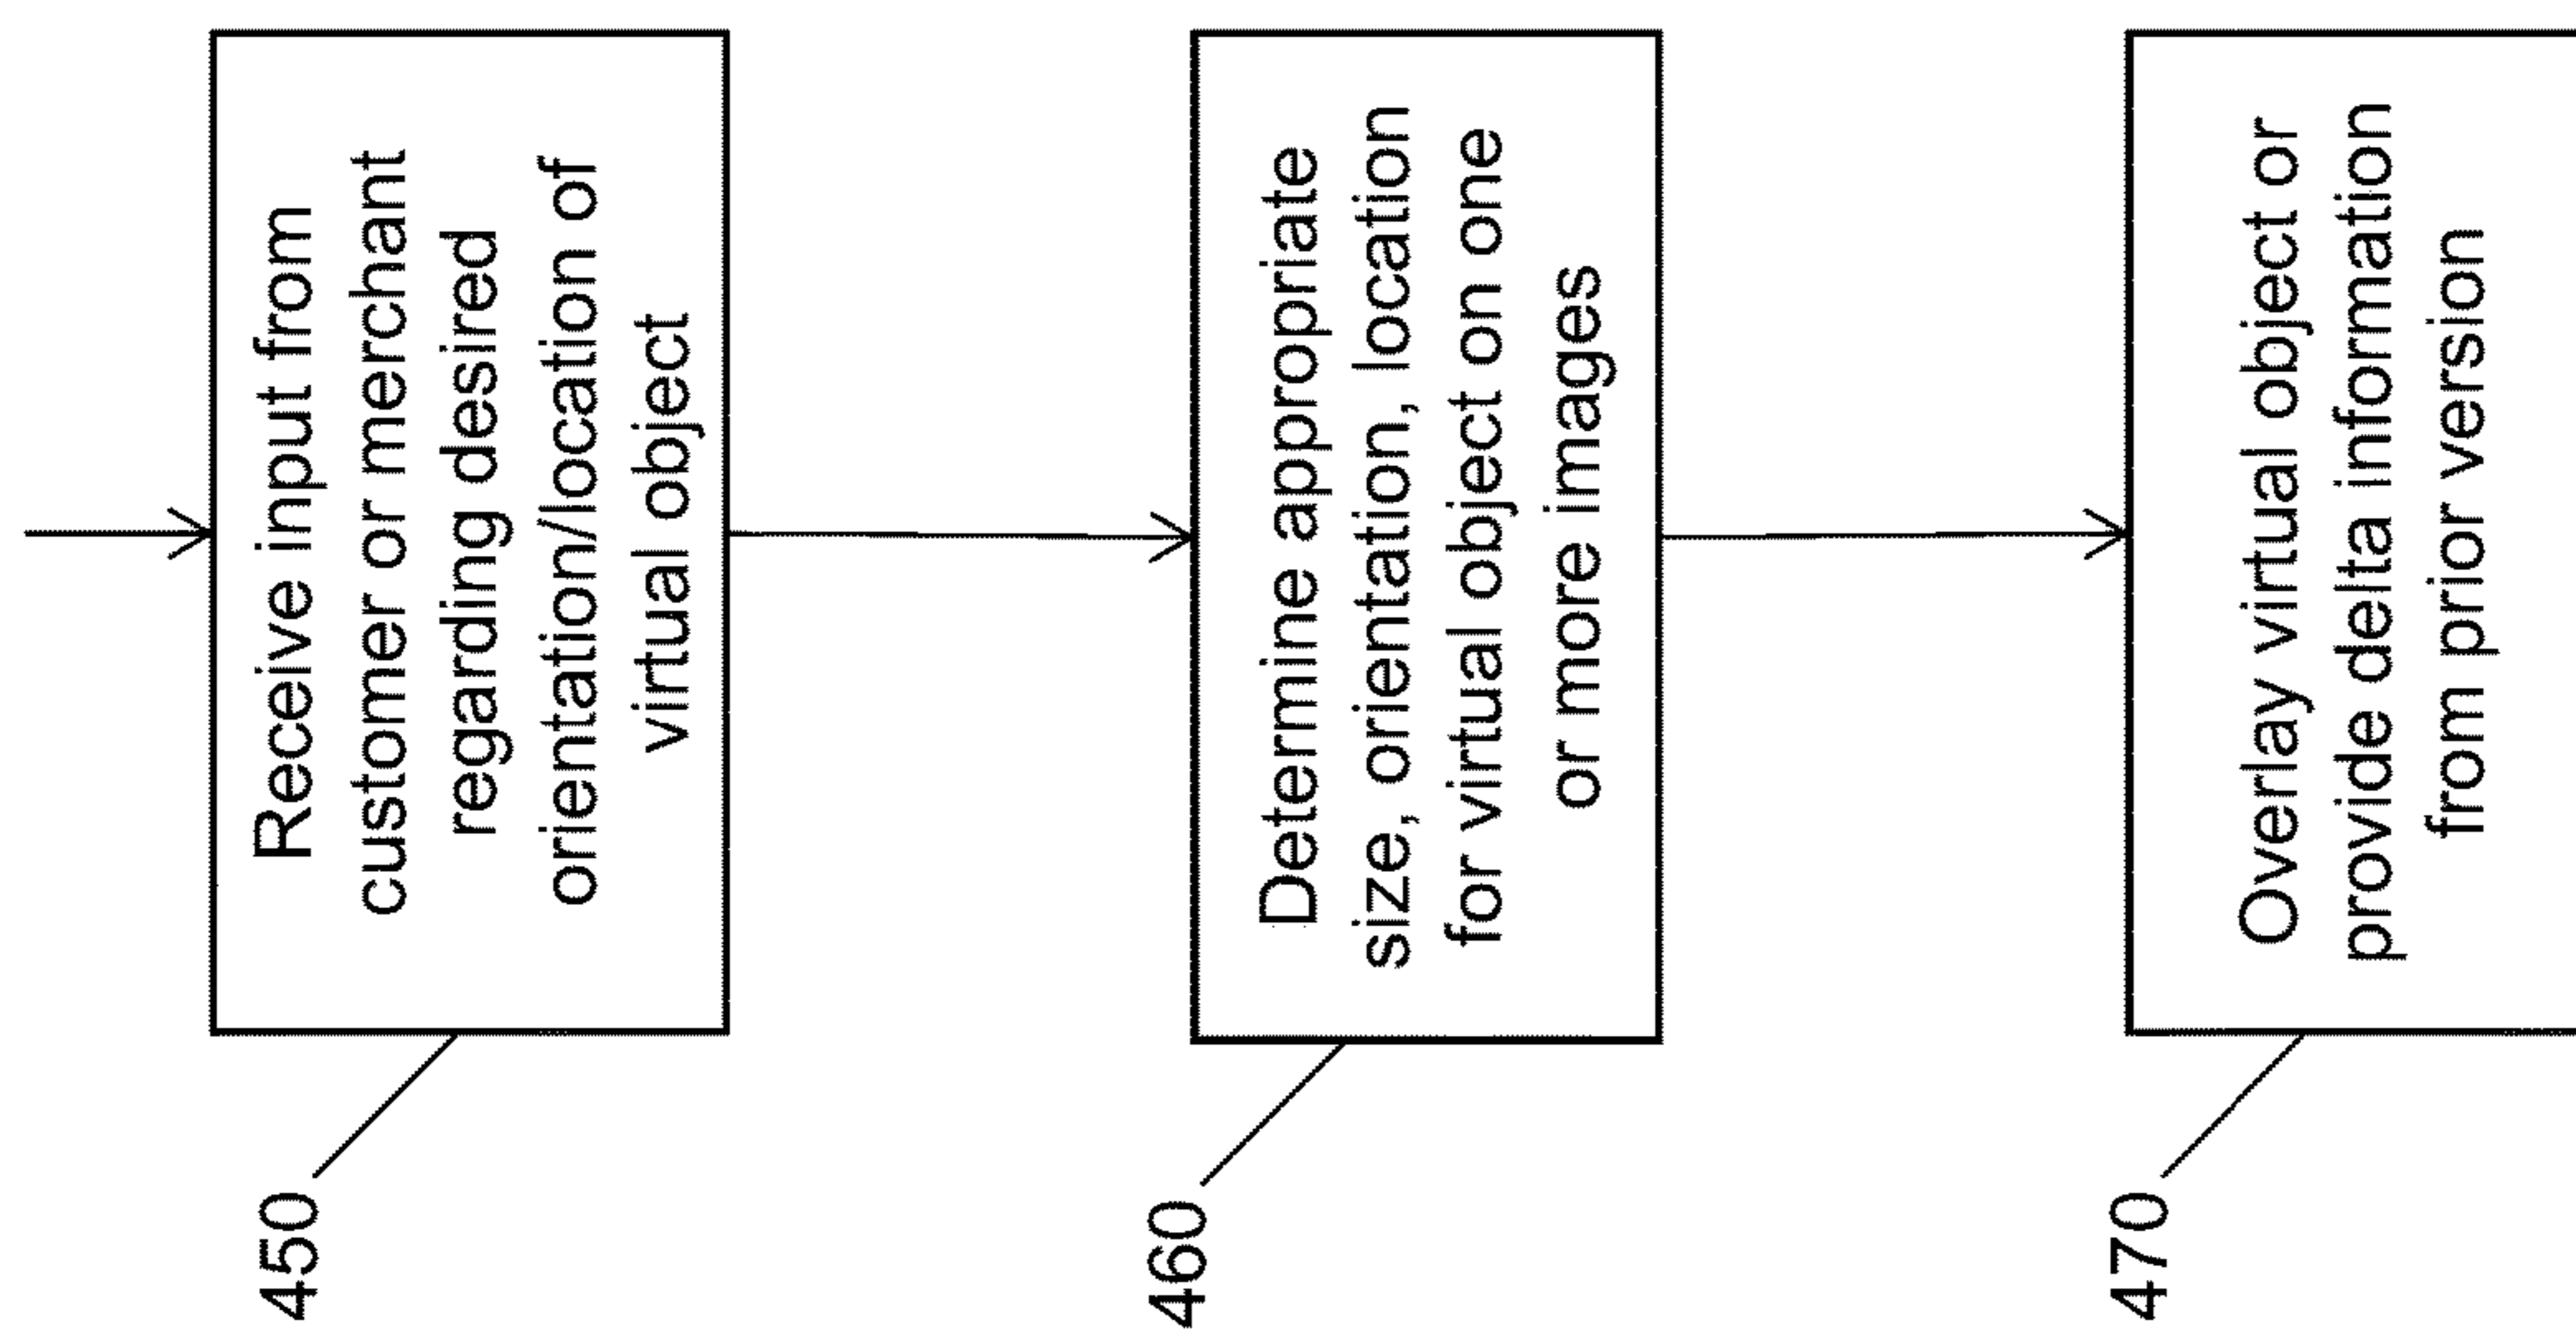 Receive input from
customer or merchant
regarding desired
orientation/location of
virtual object
450
Determine appropriate
size, orientation, location
for virtual object on one
or more images
460
Overlay virtual object or
provide delta information
from prior version
470